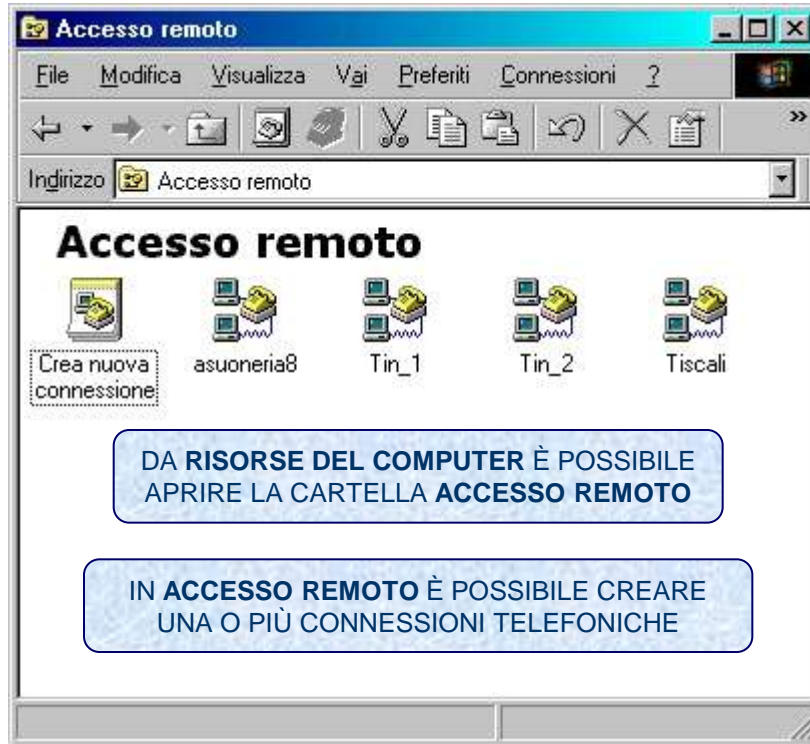 Accesso remoto
File Modifica Visualizza Vai Preferiti Connessioni ?
»
Indirizzo Accesso remoto
Accesso remoto
Crea nuova connessione
asuoneria8
Tin_1
Tin_2
Tiscali
DA RISORSE DEL COMPUTER È POSSIBILE
APRIRE LA CARTELLA ACCESSO REMOTO
IN ACCESSO REMOTO È POSSIBILE CREARE
UNA O PIÙ CONNESSIONI TELEFONICHE